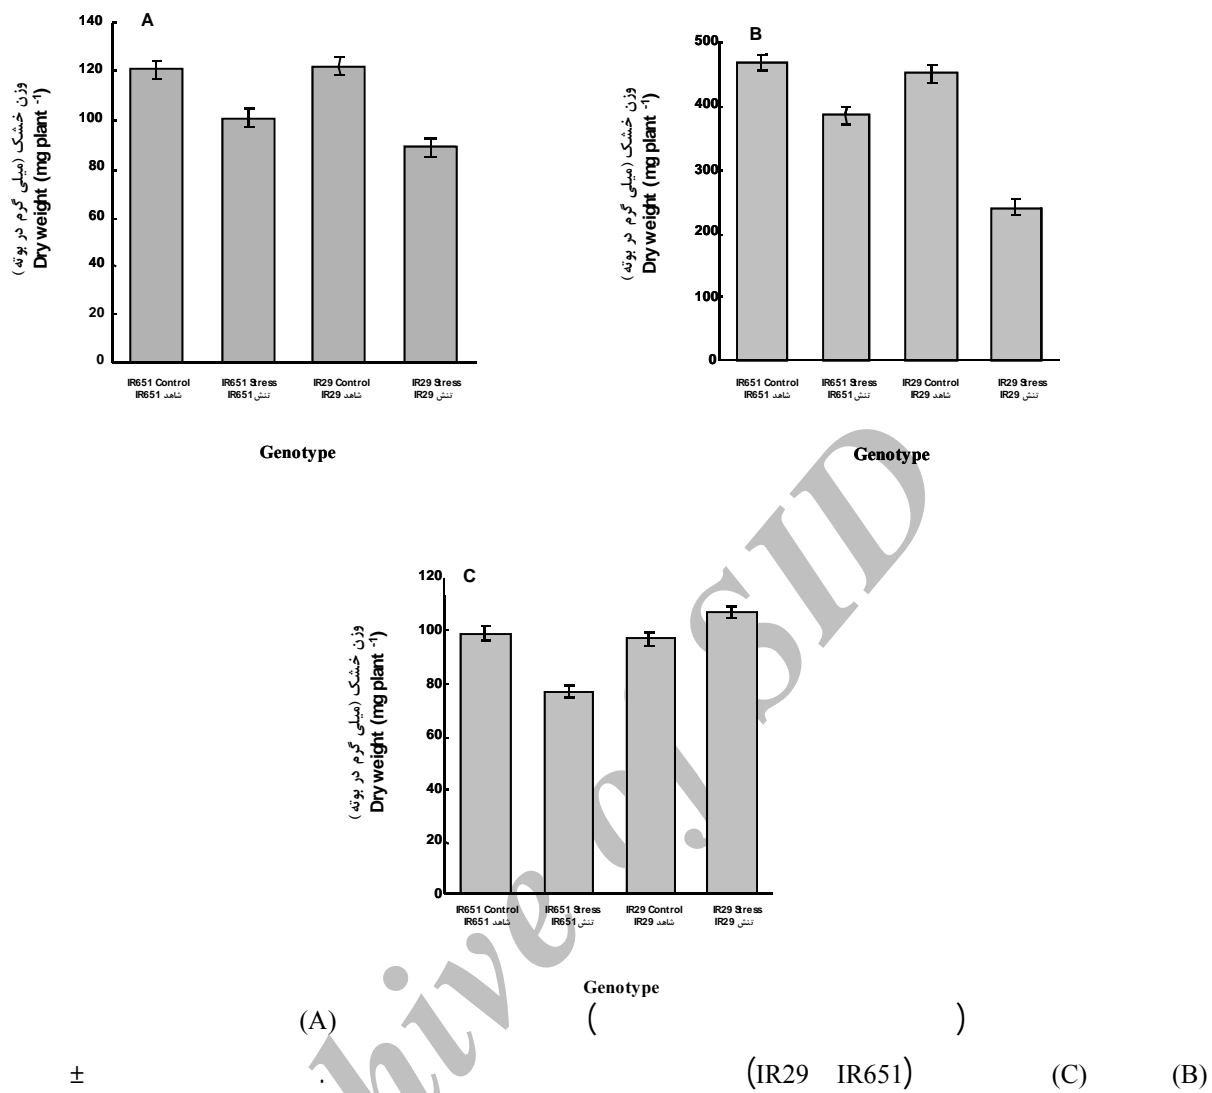 A
140
120
100
80
60
40
20
0
وزن خشک (میلی گرم در بوته)
Dry weight (mg plant -1)
IR651 Control IR651 Stress IR29 Control IR29 Stress
شاهد IR651 تنش IR651 شاهد IR29 تنش IR29
Genotype
B
500
400
300
200
100
0
وزن خشک (میلی گرم در بوته)
Dry weight (mg plant -1)
IR651 Control IR651 Stress IR29 Control IR29 Stress
شاهد IR651 تنش IR651 شاهد IR29 تنش IR29
Genotype
C
120
100
80
60
40
20
0
وزن خشک (میلی گرم در بوته)
Dry weight (mg plant -1)
IR651 Control IR651 Stress IR29 Control IR29 Stress
شاهد IR651 تنش IR651 شاهد IR29 تنش IR29
Genotype
(A) ( )
± . (IR29 IR651) (C) (B)
hive of SID